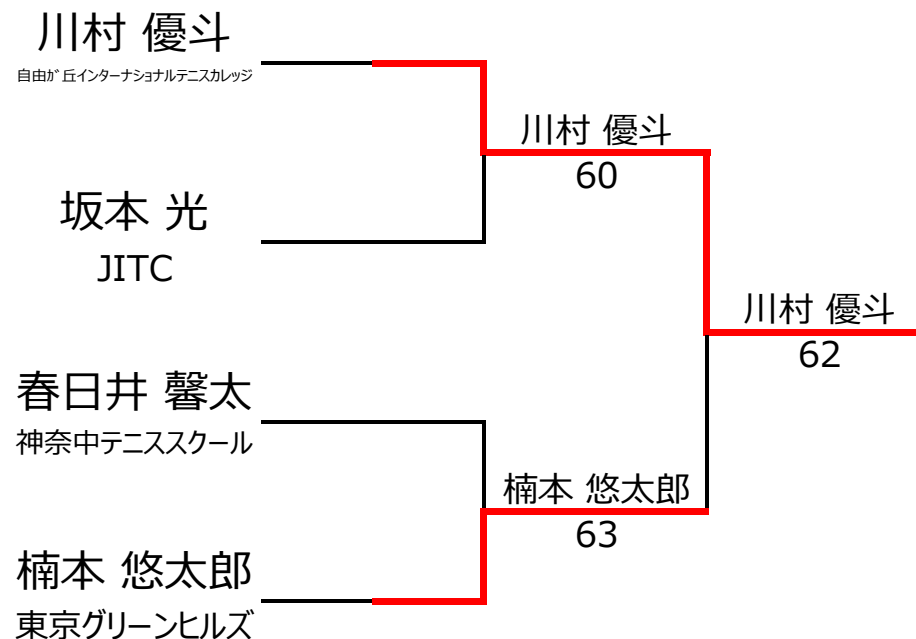 川村 優斗
自由が丘インターナショナルテニスカレッジ
川村 優斗
60
坂本 光
JITC
川村 優斗
62
春日井 馨太
神奈中テニススクール
楠本 悠太郎
63
楠本 悠太郎
東京グリーンヒルズ